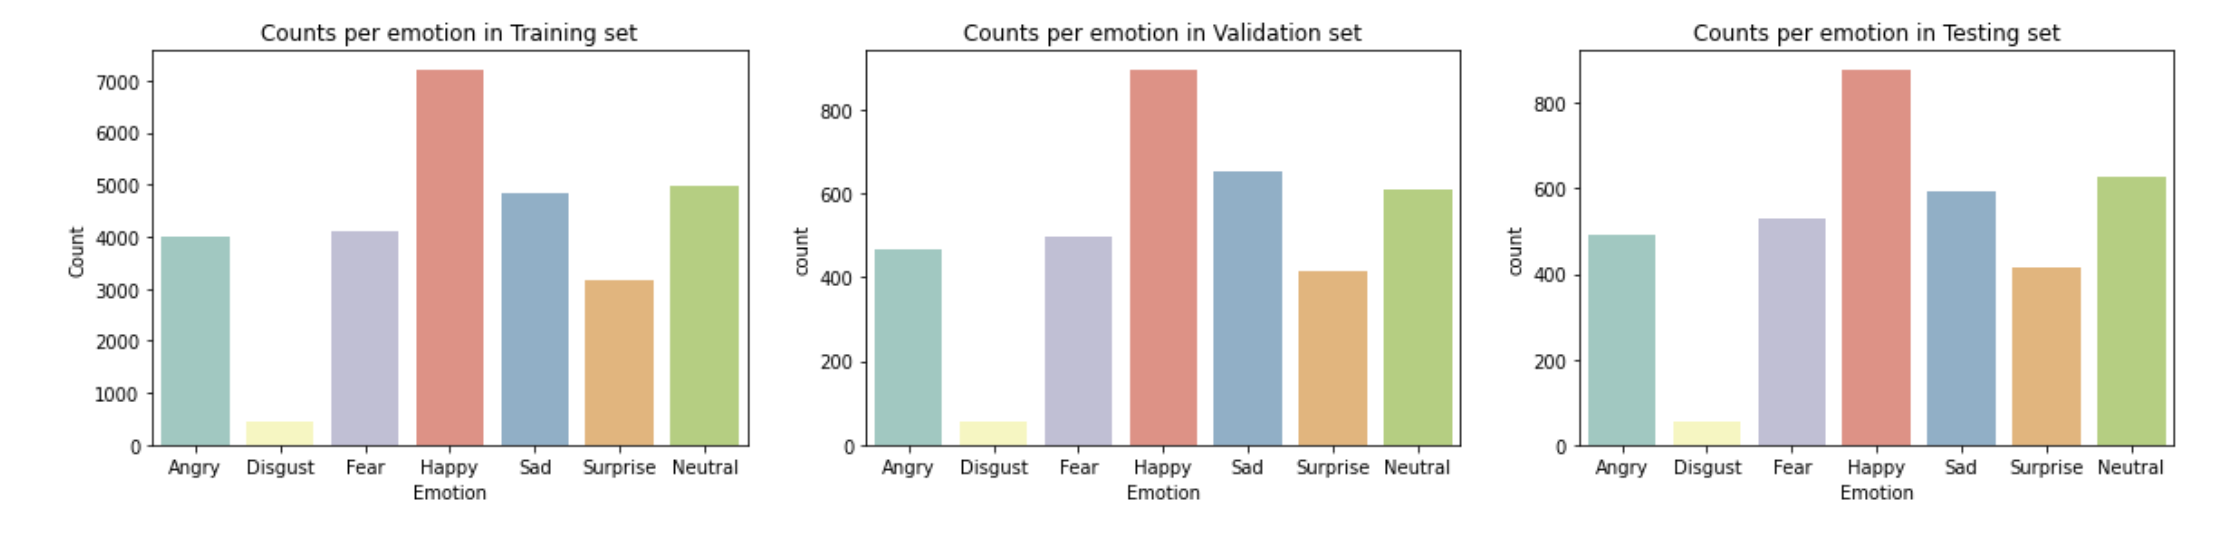 Counts per emotion in Training set
Count
7000
6000
5000
4000
3000
2000
1000
0
Angry Disgust Fear Happy Sad Surprise Neutral
Emotion
Counts per emotion in Validation set
count
800
600
400
200
0
Angry Disgust Fear Happy Sad Surprise Neutral
Emotion
Counts per emotion in Testing set
count
800
600
400
200
0
Angry Disgust Fear Happy Sad Surprise Neutral
Emotion